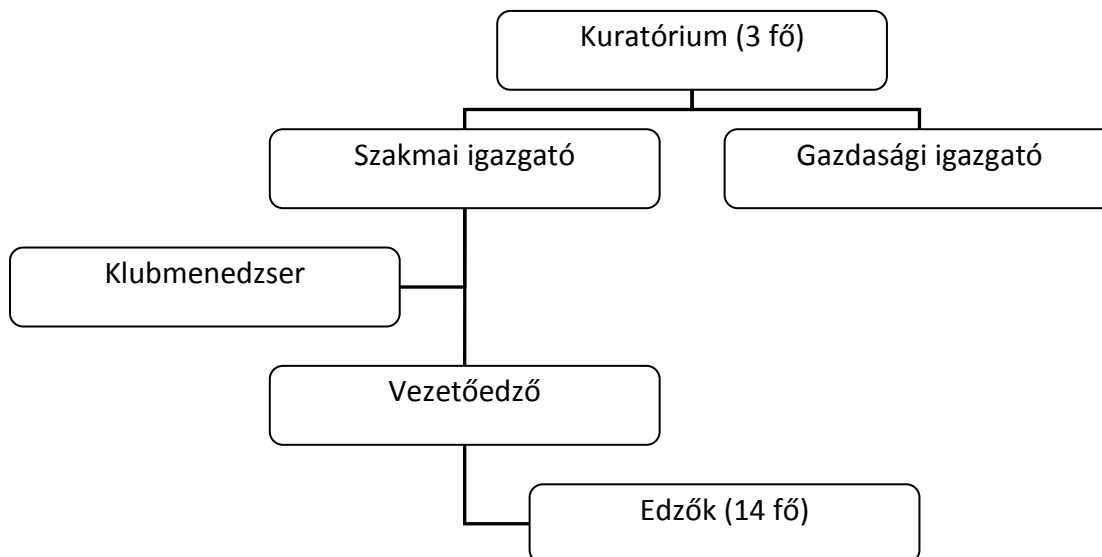 Kuratórium (3 fő)
Szakmai igazgató
Gazdasági igazgató
Klubmenedzser
Vezetőedző
Edzők (14 fő)